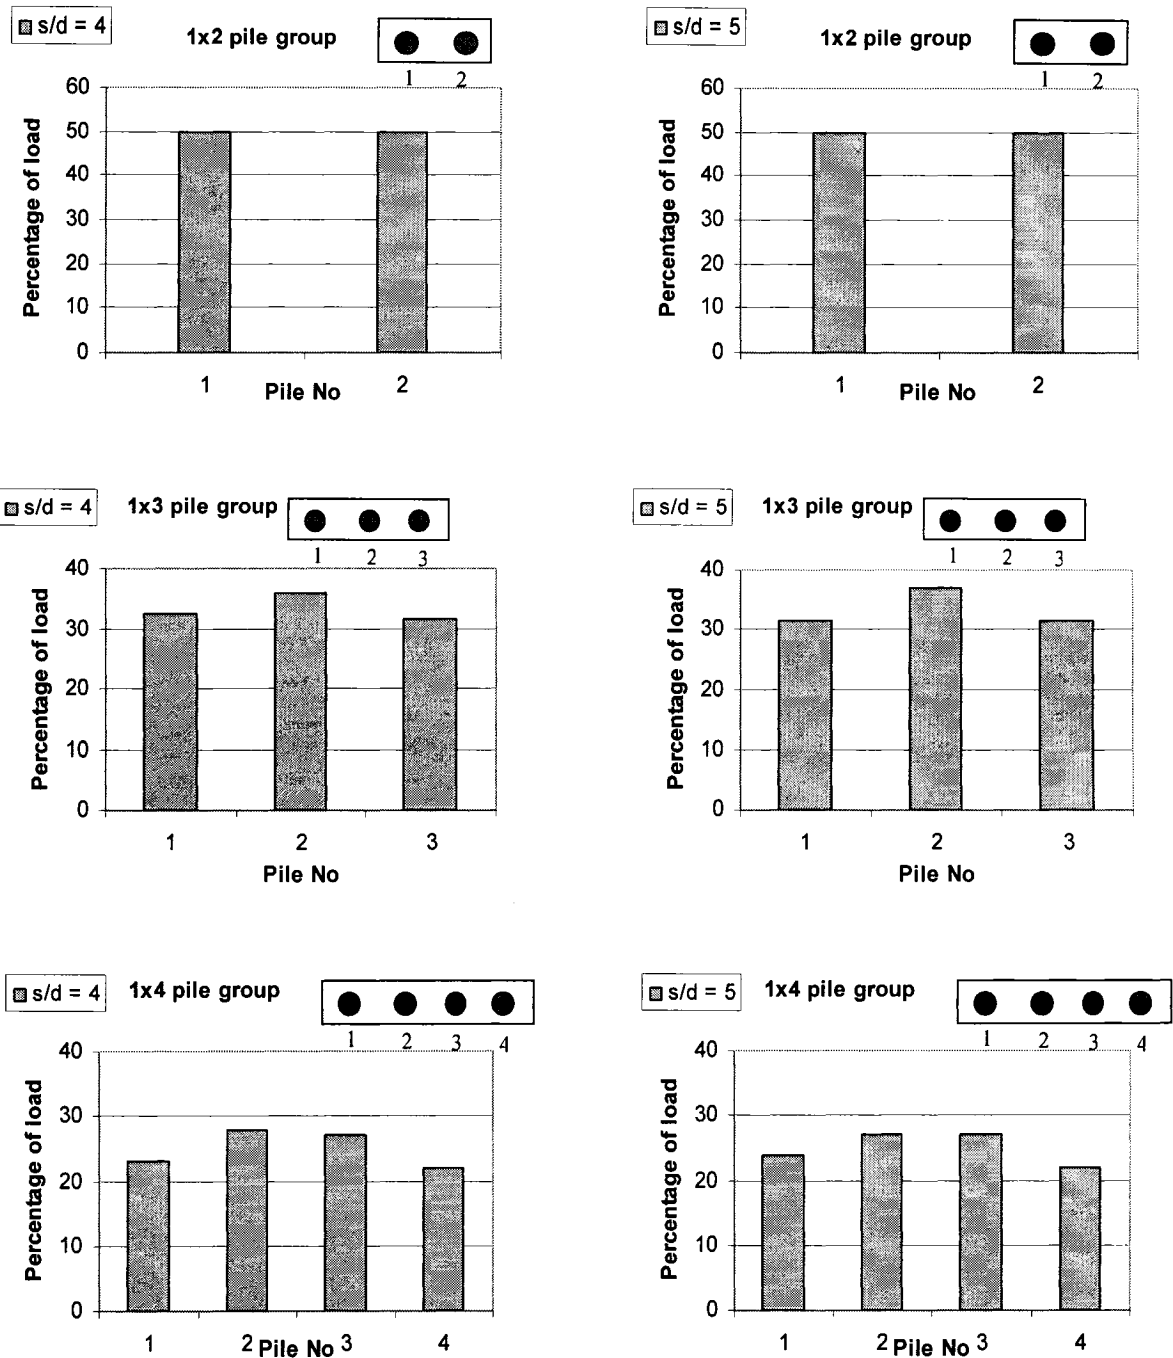 s/d = 4
1x2 pile group
1 2
60
50
40
30
20
10
0
Percentage of load
1 2
Pile No
s/d = 5
1x2 pile group
1 2
60
50
40
30
20
10
0
Percentage of load
1 2
Pile No
s/d = 4
1x3 pile group
1 2 3
40
30
20
10
0
Percentage of load
1 2 3
Pile No
s/d = 5
1x3 pile group
1 2 3
40
30
20
10
0
Percentage of load
1 2 3
Pile No
s/d = 4
1x4 pile group
1 2 3 4
40
30
20
10
0
Percentage of load
1 2 3 4
Pile No
s/d = 5
1x4 pile group
1 2 3 4
40
30
20
10
0
Percentage of load
1 2 3 4
Pile No